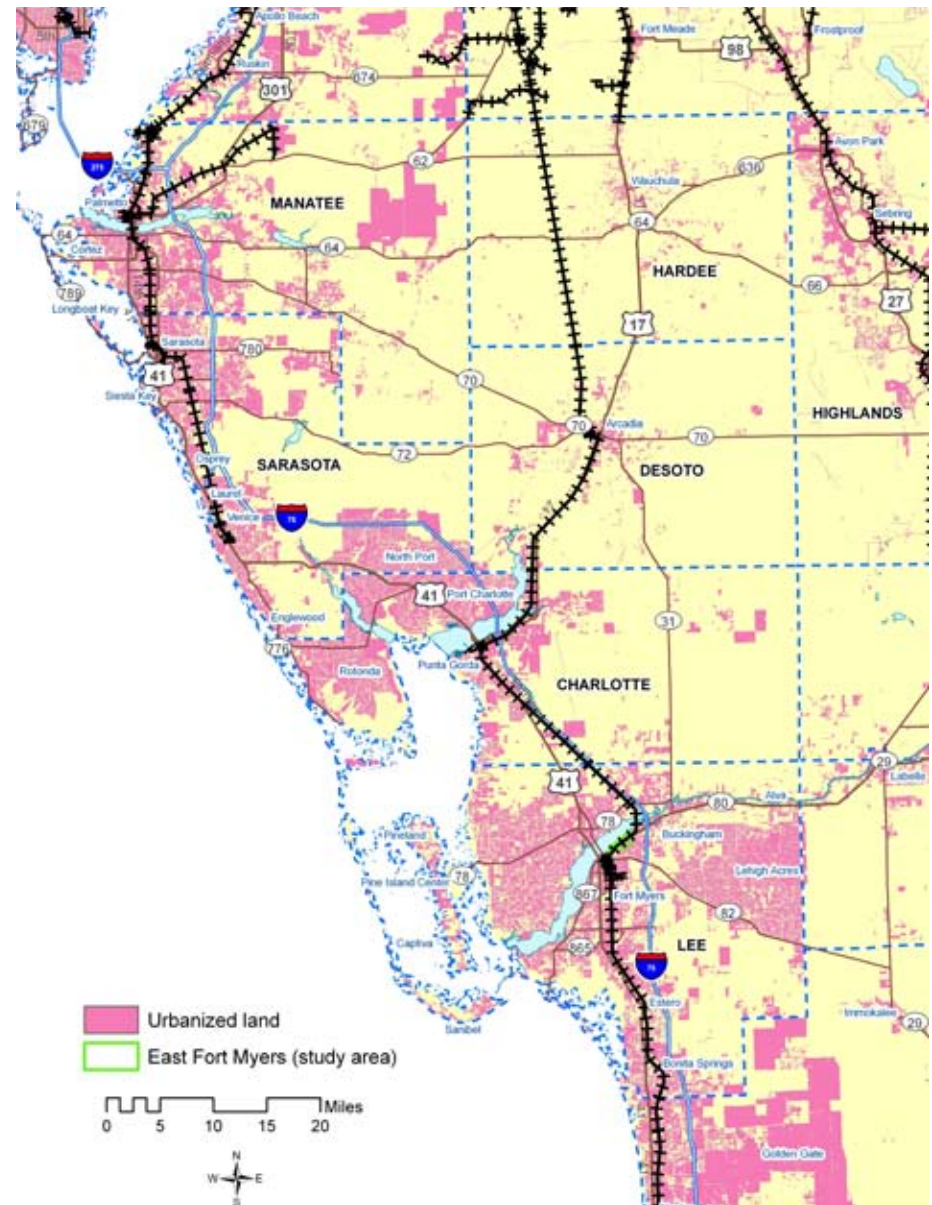 Apollo Beach
Fort Meade
98
Frostproof
Ruskin
674
301
679
275
62
Avon Park
636
Palmetto
MANATEE
Wauchula
64
Sebring
64
Cortez
64
HARDEE
66
789
27
Longboat Key
17
Sarasota
780
41
70
Siesta Key
HIGHLANDS
70
Arcadia
70
72
DESOTO
Osprey
SARASOTA
Laurel
Venice
75
North Port
41
Port Charlotte
Englewood
31
776
Punta Gorda
Rotonda
CHARLOTTE
29
Labelle
41
80
Alva
78
Pineland
Buckingham
Lehigh Acres
Pine Island Center
78
867
Fort Myers
82
Captiva
865
LEE
75
Estero
Sanibel
Immokalee
29
Urbanized land
East Fort Myers (study area)
Bonita Springs
Miles
0 5 10 15 20
Golden Gate
N
W E
S